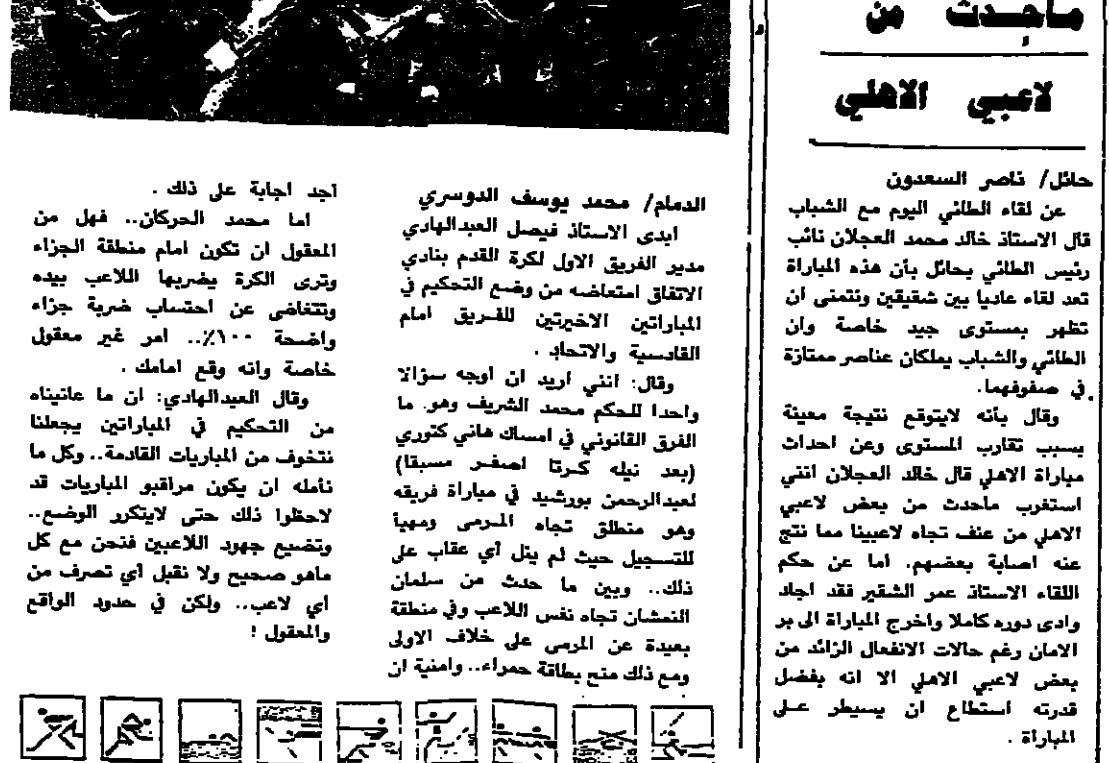 ماحدث من
لاعبي الاهلي
حائل/ ناصر السعدون
عن لقاء الطائي اليوم مع الشباب
قال الاستاذ خالد محمد العجلان نائب
رئيس الطائي بحائل بأن هذه المباراة
تعد لقاء عاديا بين شقيقين ونتمنى ان
تظهر بمستوى جيد خاصة وان
الطائي والشباب يملكان عناصر ممتازة
في صفوفهما.
وقال بأنه لايتوقع نتيجة معينة
بسبب تقارب المستوى وعن احداث
مباراة الاهلي قال خالد العجلان انني
استغرب ماحدث من بعض لاعبي
الاهلي من عنف تجاه لاعبينا مما نتج
عنه اصابة بعضهم. اما عن حكم
اللقاء الاستاذ عمر الشقير فقد اجاد
وادى دوره كاملا واخرج المباراة الى بر
الامان رغم حالات الانفعال الزائد من
بعض لاعبي الاهلي الا انه بفضل
قدرته استطاع ان يسيطر على
المباراة .
الدمام/ محمد يوسف الدوسري
ابدى الاستاذ فيصل العبدالهادي
مدير الفريق الاول لكرة القدم بنادي
الاتفاق امتعاضه من وضع التحكيم في
المباراتين الاخيرتين للفريق امام
القادسية والاتحاد .
وقال: انني اريد ان اوجه سؤالا
واحدا للحكم محمد الشريف وهو. ما
الفرق القانوني في امساك هاني كتوري
(بعد نيله كرتا اصفر مسبقا)
لعبدالرحمن بورشيد في مباراة فريقه
وهو منطلق تجاه المرمى ومهيأ
للتسجيل حيث لم ينل أي عقاب على
ذلك.. وبين ما حدث من سلمان
النمشان تجاه نفس اللاعب وفي منطقة
بعيدة عن المرمى على خلاف الاولى
ومع ذلك منح بطاقة حمراء.. وامنية ان
أجد اجابة على ذلك .
اما محمد الحركان.. فهل من
المعقول ان تكون امام منطقة الجزاء
وترى الكرة يضربها اللاعب بيده
وتتغاضى عن احتساب ضربة جزاء
واضحة ١٠٠٪.. امر غير معقول
خاصة وانه وقع امامك .
وقال العبدالهادي: ان ما عانيناه
من التحكيم في المباراتين يجعلنا
نتخوف من المباريات القادمة.. وكل ما
نأمله ان يكون مراقبو المباريات قد
لاحظوا ذلك حتى لايتكرر الوضع..
وتضيع جهود اللاعبين فنحن مع كل
ماهو صحيح ولا نقبل أي تصرف من
أي لاعب.. ولكن في حدود الواقع
والمعقول !